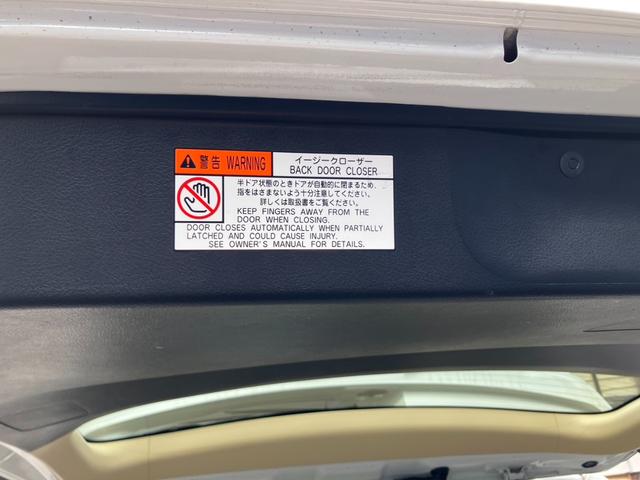 警告 WARNING
イージークローザー
BACK DOOR CLOSER
半ドア状態のときドアが自動的に閉まるため、
指をはさまないよう十分注意してください。
詳しくは取扱書をご覧ください。
KEEP FINGERS AWAY FROM THE
DOOR WHEN CLOSING.
DOOR CLOSES AUTOMATICALLY WHEN PARTIALLY
LATCHED AND COULD CAUSE INJURY.
SEE OWNER'S MANUAL FOR DETAILS.